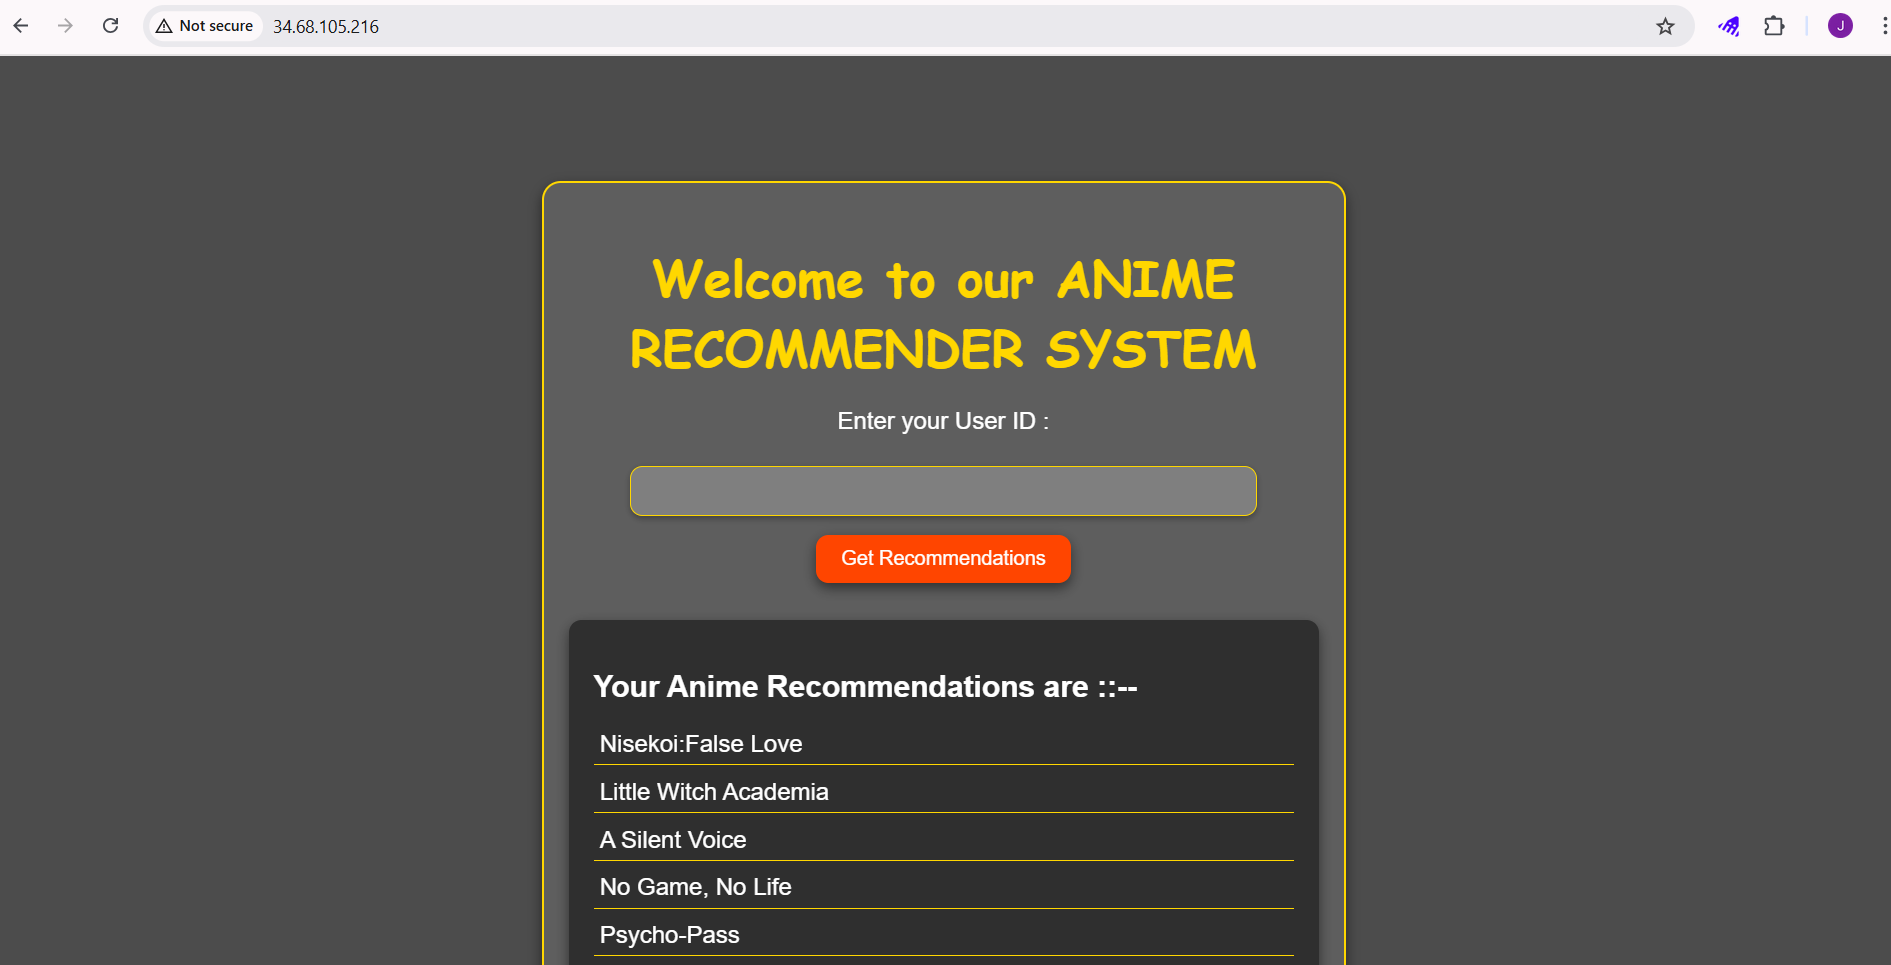 Not secure 34.68.105.216 J
Welcome to our ANIME
RECOMMENDER SYSTEM
Enter your User ID :
Get Recommendations
Your Anime Recommendations are ::--
Nisekoi:False Love
Little Witch Academia
A Silent Voice
No Game, No Life
Psycho-Pass